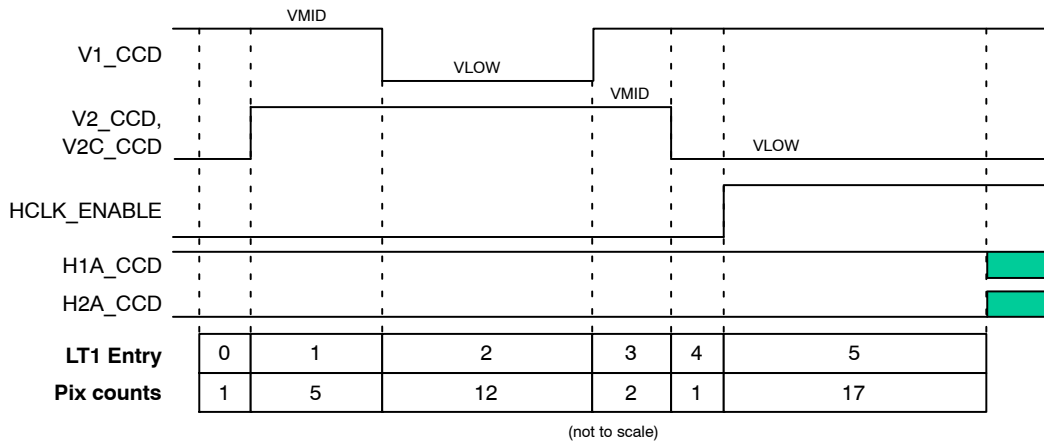 VMID
V1_CCD
VLOW
VMID
V2_CCD,
V2C_CCD
VLOW
HCLK_ENABLE
H1A_CCD
H2A_CCD
LT1 Entry 0 1 2 3 4 5
Pix counts 1 5 12 2 1 17
(not to scale)